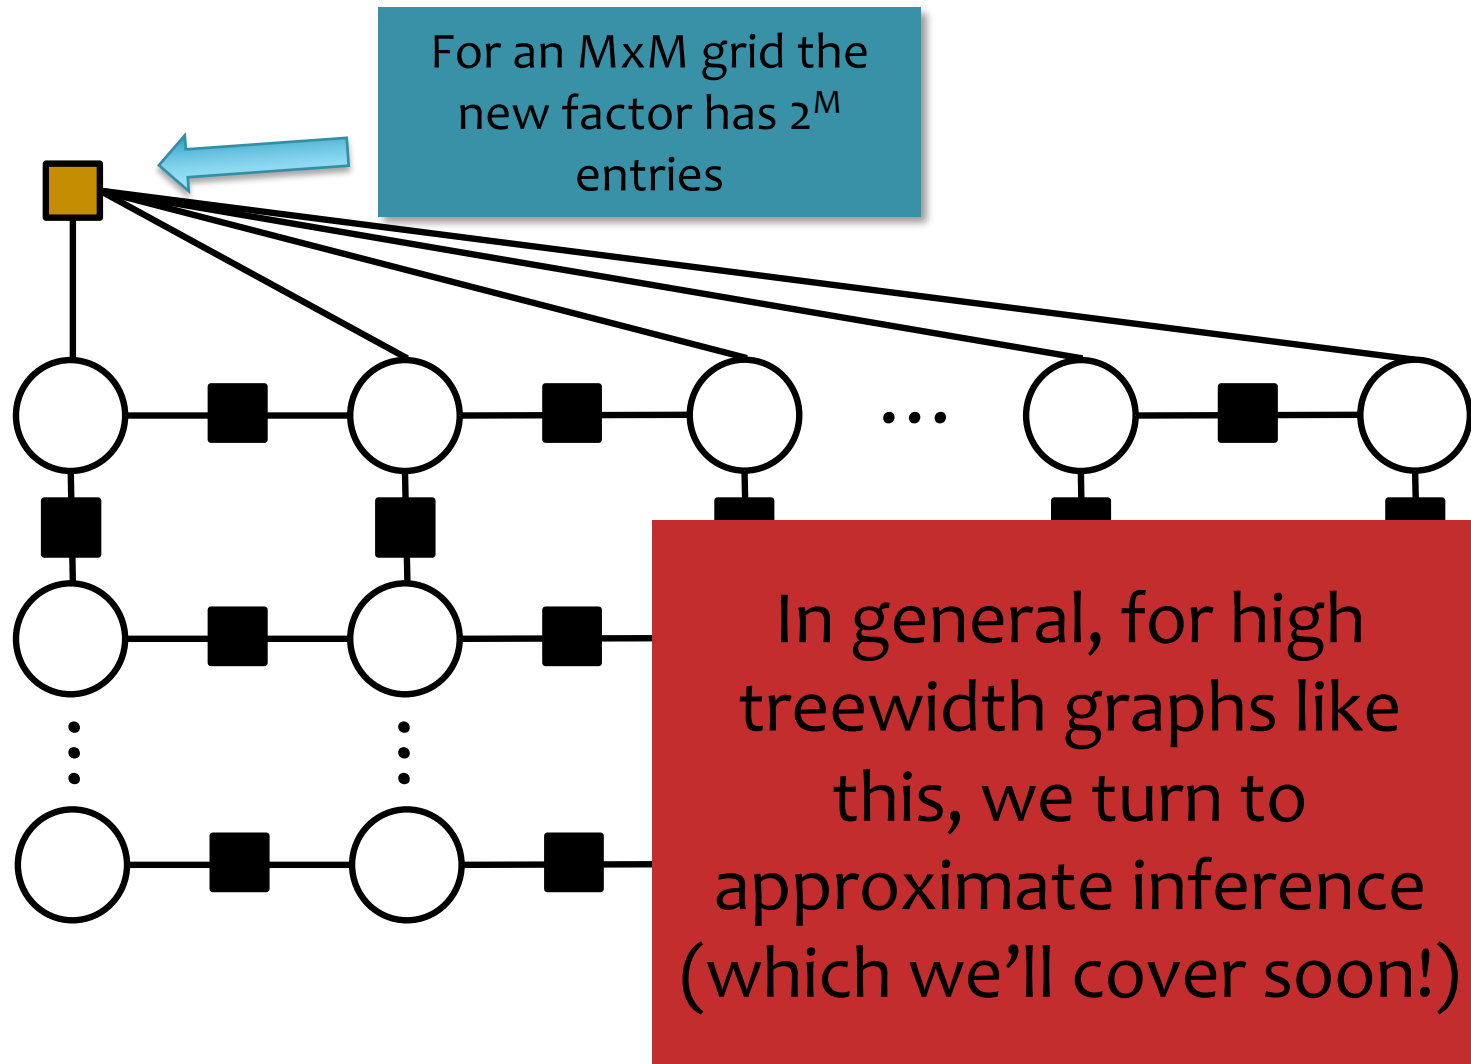 For an MxM grid the
new factor has 2^M
entries
...
In general, for high
treewidth graphs like
this, we turn to
approximate inference
(which we’ll cover soon!)